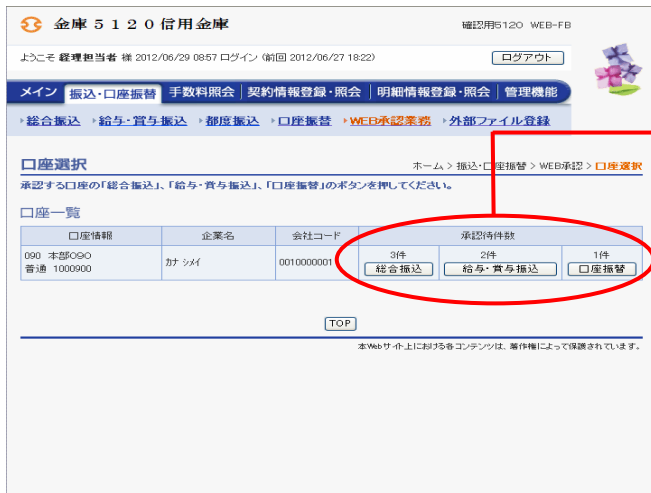 金庫５１２０信用金庫
確認用5120 WEB-FB
ようこそ 経理担当者 様 2012/06/29 08:57 ログイン (前回 2012/06/27 18:22)
ログアウト
メイン 振込・口座振替 手数料照会 契約情報登録・照会 明細情報登録・照会 管理機能
総合振込 給与・賞与振込 都度振込 口座振替 WEB承認業務 外部ファイル登録
口座選択
ホーム > 振込・口座振替 > WEB承認 > 口座選択
承認する口座の「総合振込」、「給与・賞与振込」、「口座振替」のボタンを押してください。
口座一覧
口座情報 企業名 会社コード 承認待件数
090 本部090
普通 1000900
カナ シメイ
0010000001
3件 2件 1件
総合振込 給与・賞与振込 口座振替
TOP
本Webサイト上における各コンテンツは、著作権によって保護されています。